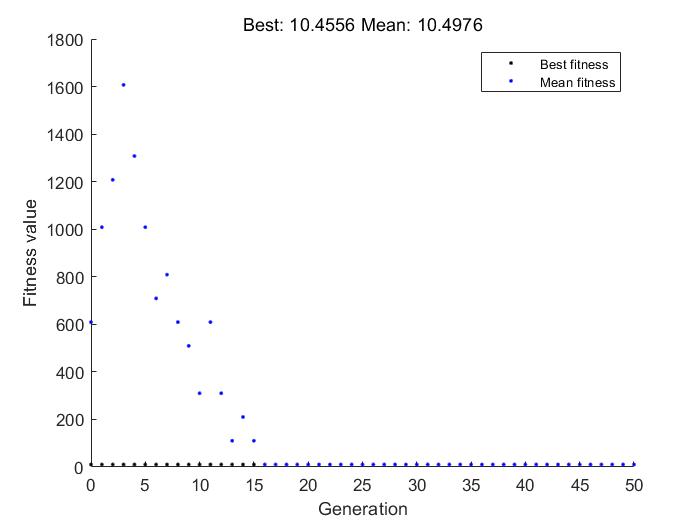 Best: 10.4556 Mean: 10.4976
1800
1600
1400
1200
1000
800
600
400
200
0
Fitness value
Best fitness
Mean fitness
0 5 10 15 20 25 30 35 40 45 50
Generation